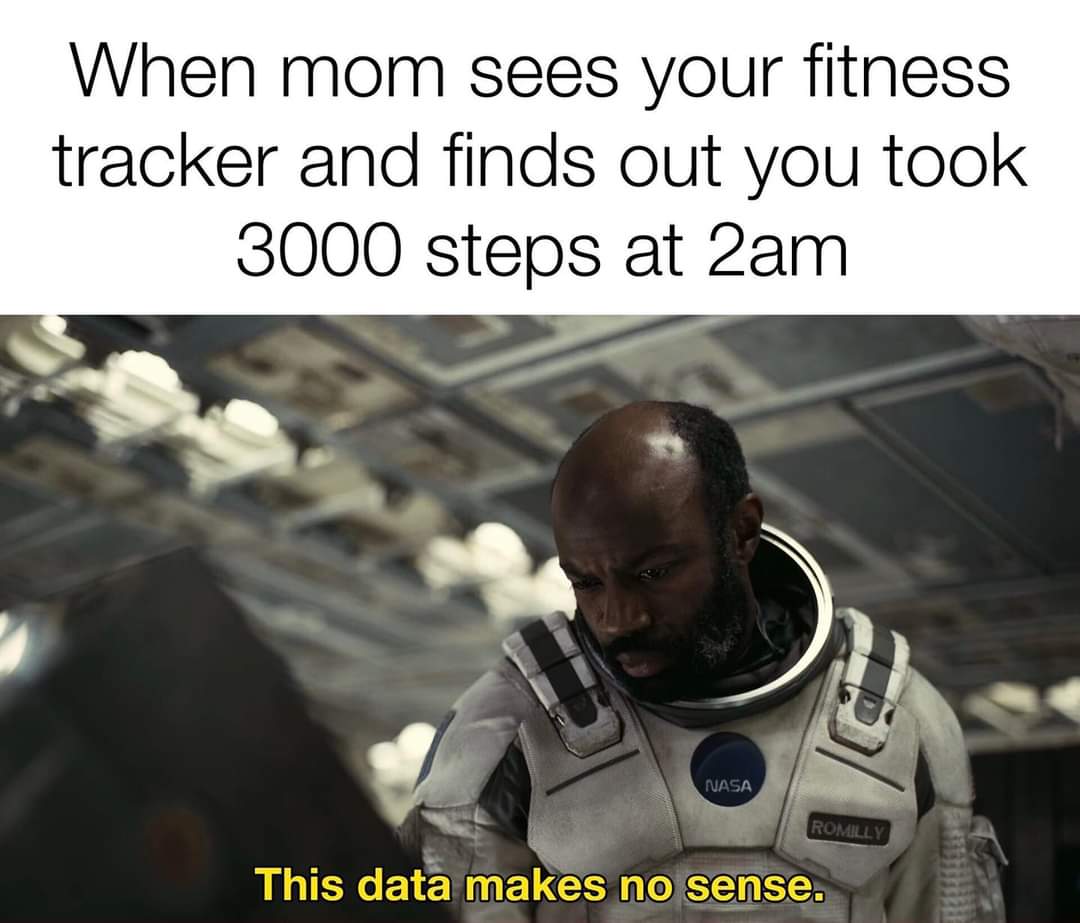 When mom sees your fitness
tracker and finds out you took
3000 steps at 2am
NASA
ROMILLY
This data makes no sense.